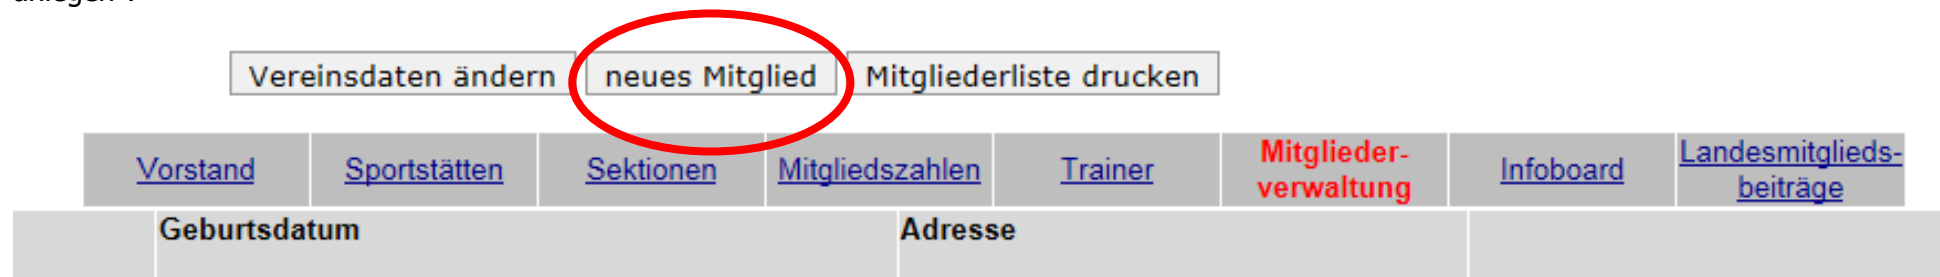 Vereinsdaten ändern neues Mitglied Mitgliederliste drucken
Vorstand Sportstätten Sektionen Mitgliedszahlen Trainer Mitglieder-
verwaltung Infoboard Landesmitglieds-
beiträge
Geburtsdatum Adresse